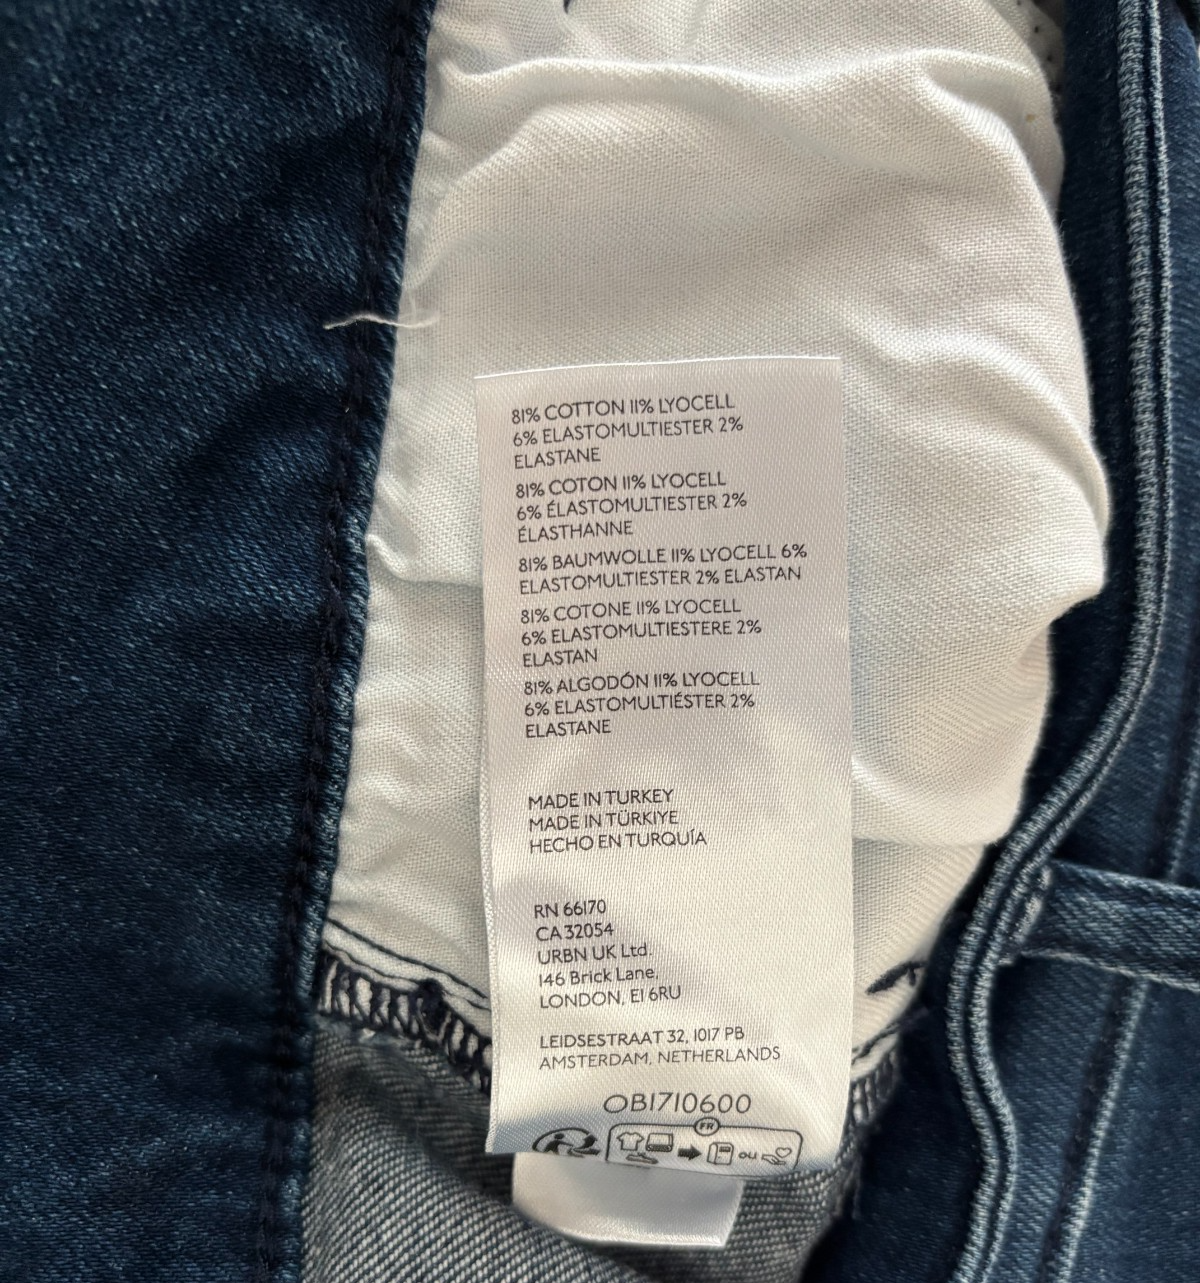 81% COTTON 11% LYOCELL
6% ELASTOMULTIESTER 2%
ELASTANE
81% COTON 11% LYOCELL
6% ÉLASTOMULTIESTER 2%
ÉLASTHANNE
81% BAUMWOLLE 11% LYOCELL 6%
ELASTOMULTIESTER 2% ELASTAN
81% COTONE 11% LYOCELL
6% ELASTOMULTIESTERE 2%
ELASTAN
81% ALGODÓN 11% LYOCELL
6% ELASTOMULTIÉSTER 2%
ELASTANE
MADE IN TURKEY
MADE IN TÜRKIYE
HECHO EN TURQUÍA
RN 66170
CA 32054
URBN UK Ltd.
146 Brick Lane,
LONDON, E1 6RU
LEIDSESTRAAT 32, 1017 PB
AMSTERDAM, NETHERLANDS
OB1710600
FR
ou